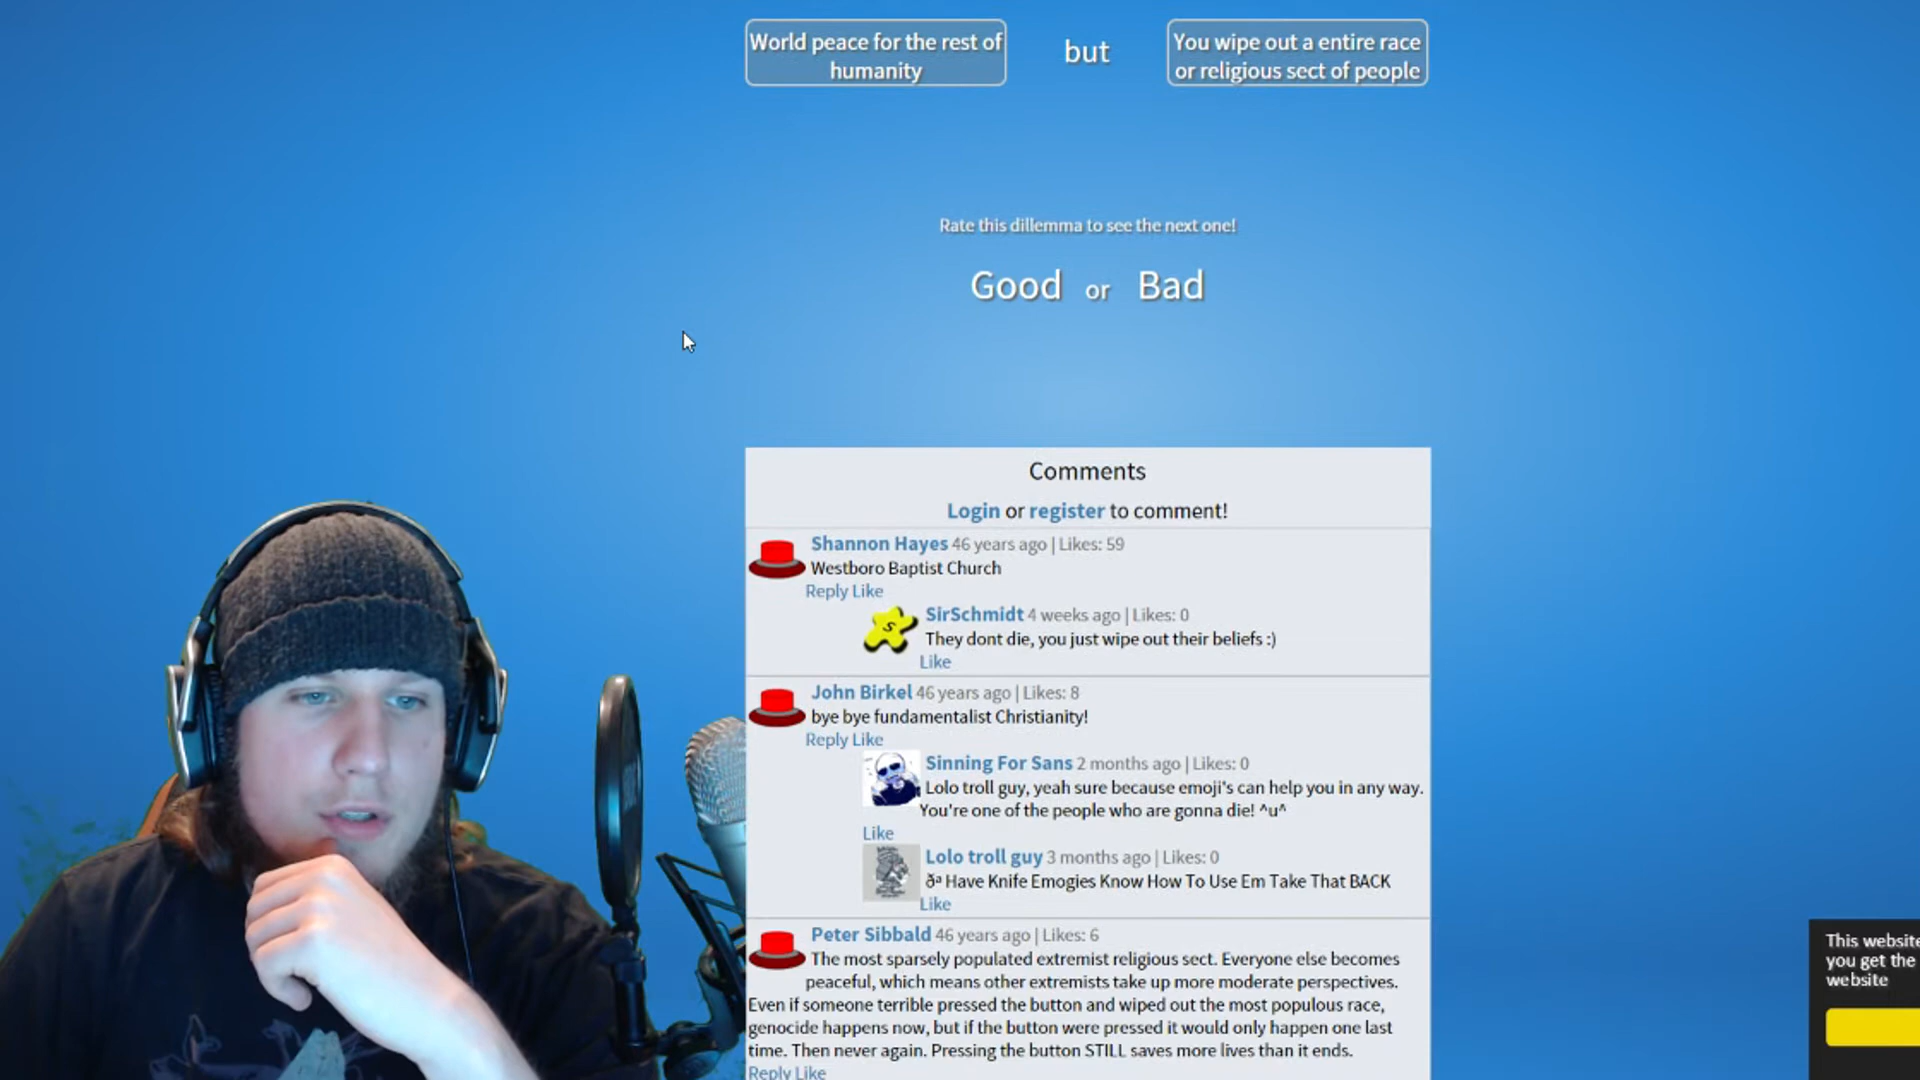 World peace for the rest of
humanity
but
You wipe out a entire race
or religious sect of people
Rate this dillemma to see the next one!
Good or Bad
Comments
Login or register to comment!
Shannon Hayes 46 years ago | Likes: 59
Westboro Baptist Church
Reply Like
SirSchmidt 4 weeks ago | Likes: 0
They dont die, you just wipe out their beliefs :)
Like
John Birkel 46 years ago | Likes: 8
bye bye fundamentalist Christianity!
Reply Like
Sinning For Sans 2 months ago | Likes: 0
Lolo troll guy, yeah sure because emoji's can help you in any way.
You're one of the people who are gonna die! ^u^
Like
Lolo troll guy 3 months ago | Likes: 0
ðª Have Knife Emogies Know How To Use Em Take That BACK
Like
Peter Sibbald 46 years ago | Likes: 6
The most sparsely populated extremist religious sect. Everyone else becomes
peaceful, which means other extremists take up more moderate perspectives.
Even if someone terrible pressed the button and wiped out the most populous race,
genocide happens now, but if the button were pressed it would only happen one last
time. Then never again. Pressing the button STILL saves more lives than it ends.
Reply Like
This website
you get the
website
S